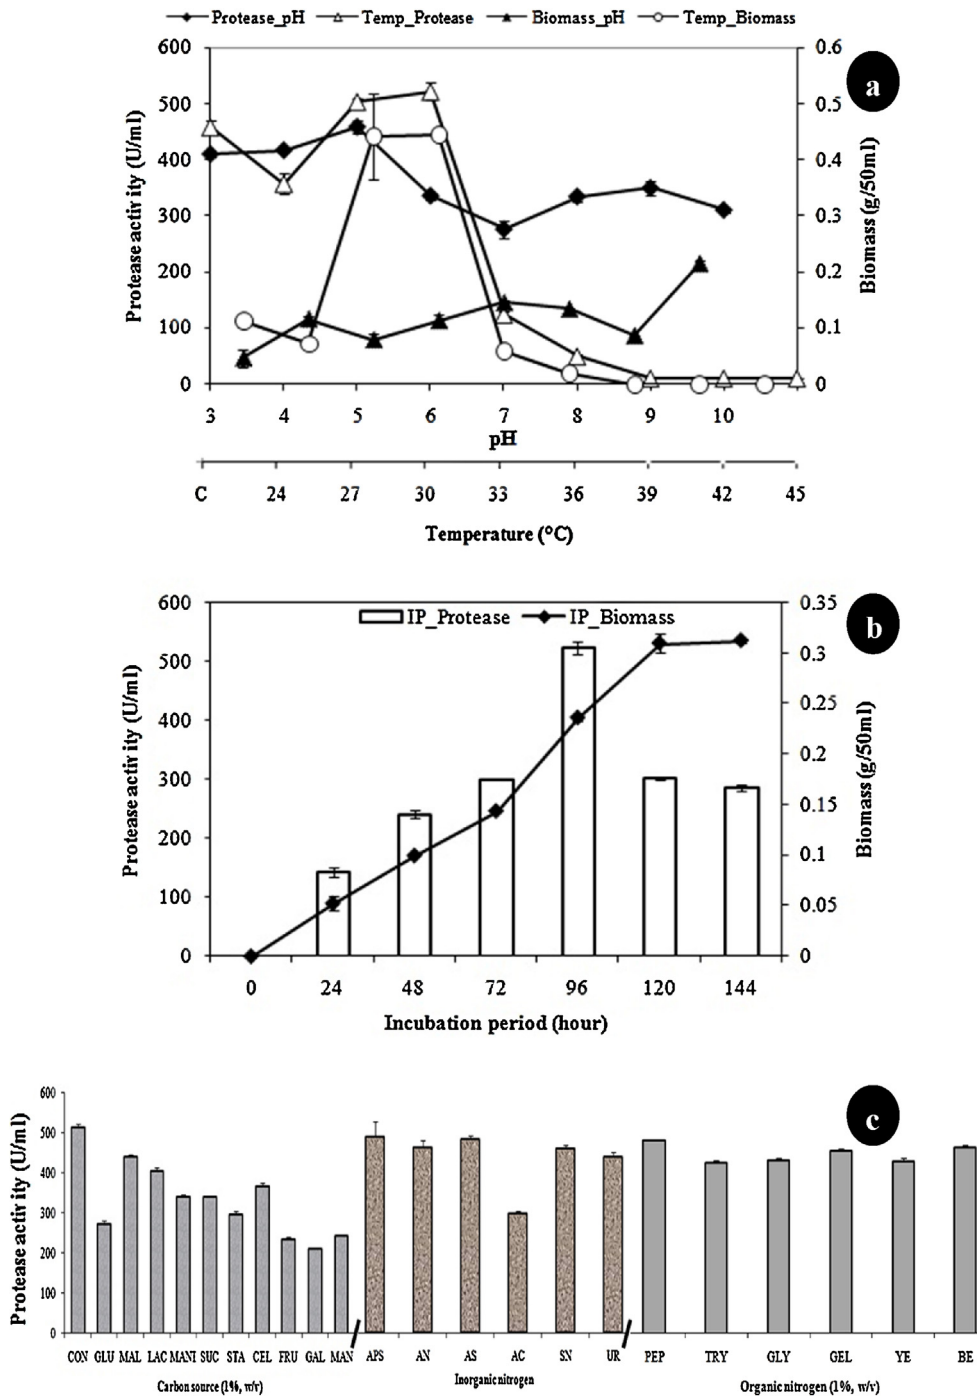 Protease_pH Temp_Protease Biomass_pH Temp_Biomass
600 0.6
500 0.5
400 0.4
300 0.3
200 0.2
100 0.1
0 0
Protease activity (U/ml)
Biomass (g/50ml)
a
3 4 5 6 7 8 9 10
pH
C 24 27 30 33 36 39 42 45
Temperature (°C)
IP_Protease IP_Biomass
b
600 0.35
500 0.3
400 0.25
300 0.2
200 0.15
100 0.1
0 0.05
0
Protease activity (U/ml)
Biomass (g/50ml)
0 24 48 72 96 120 144
Incubation period (hour)
c
600
500
400
300
200
100
0
Protease activity (U/ml)
CON GLU MAL LAC MANI SUC STA CEL FRU GAL MAN APS AN AS AC SN UR PEP TRY GLY GEL YE BE
Carbon source (1%, w/v) Inorganic nitrogen Organic nitrogen (1%, w/v)